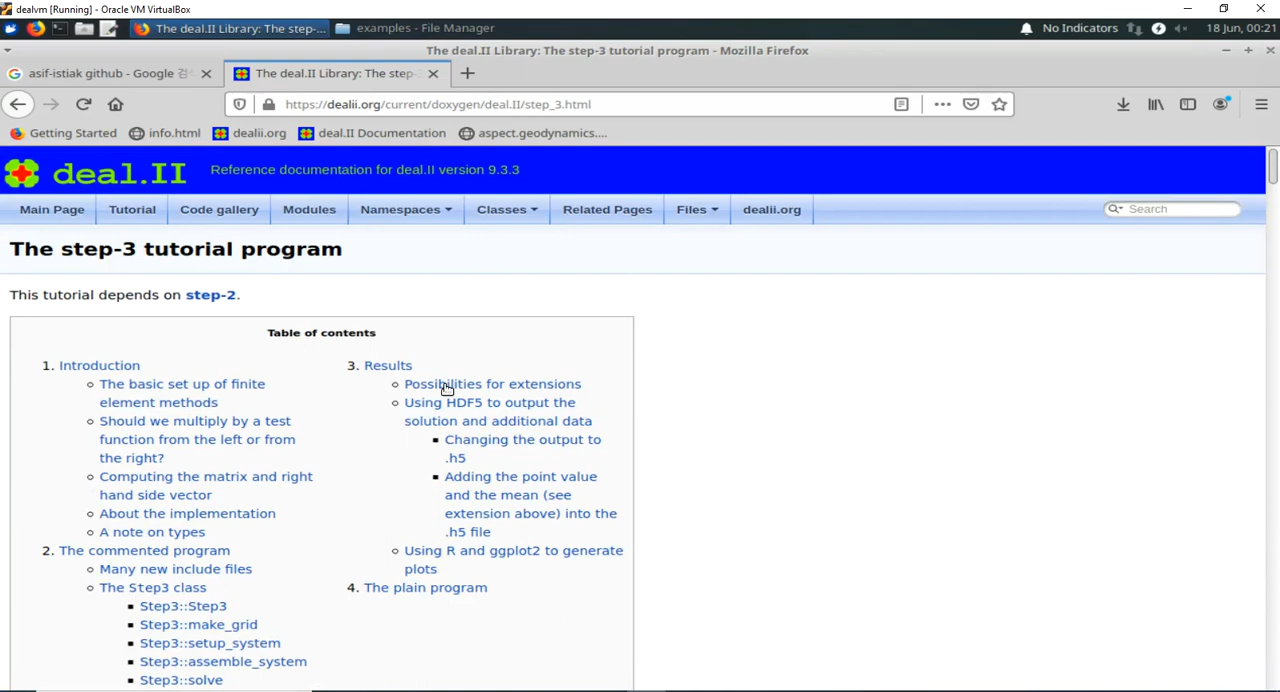 dealvm [Running] - Oracle VM VirtualBox
The deal.II Library: The step-...
examples - File Manager
No Indicators
18 Jun, 00:21
The deal.II Library: The step-3 tutorial program - Mozilla Firefox
asif-istiak github - Google 검
The deal.II Library: The step-
https://dealii.org/current/doxygen/deal.II/step_3.html
Getting Started
info.html
dealii.org
deal.II Documentation
aspect.geodynamics....
deal.II
Reference documentation for deal.II version 9.3.3
Main Page
Tutorial
Code gallery
Modules
Namespaces
Classes
Related Pages
Files
dealii.org
Search
The step-3 tutorial program
This tutorial depends on step-2.
Table of contents
1. Introduction
The basic set up of finite
element methods
Should we multiply by a test
function from the left or from
the right?
Computing the matrix and right
hand side vector
About the implementation
A note on types
2. The commented program
Many new include files
The Step3 class
Step3::Step3
Step3::make_grid
Step3::setup_system
Step3::assemble_system
Step3::solve
3. Results
Possibilities for extensions
Using HDF5 to output the
solution and additional data
Changing the output to
.h5
Adding the point value
and the mean (see
extension above) into the
.h5 file
Using R and ggplot2 to generate
plots
4. The plain program